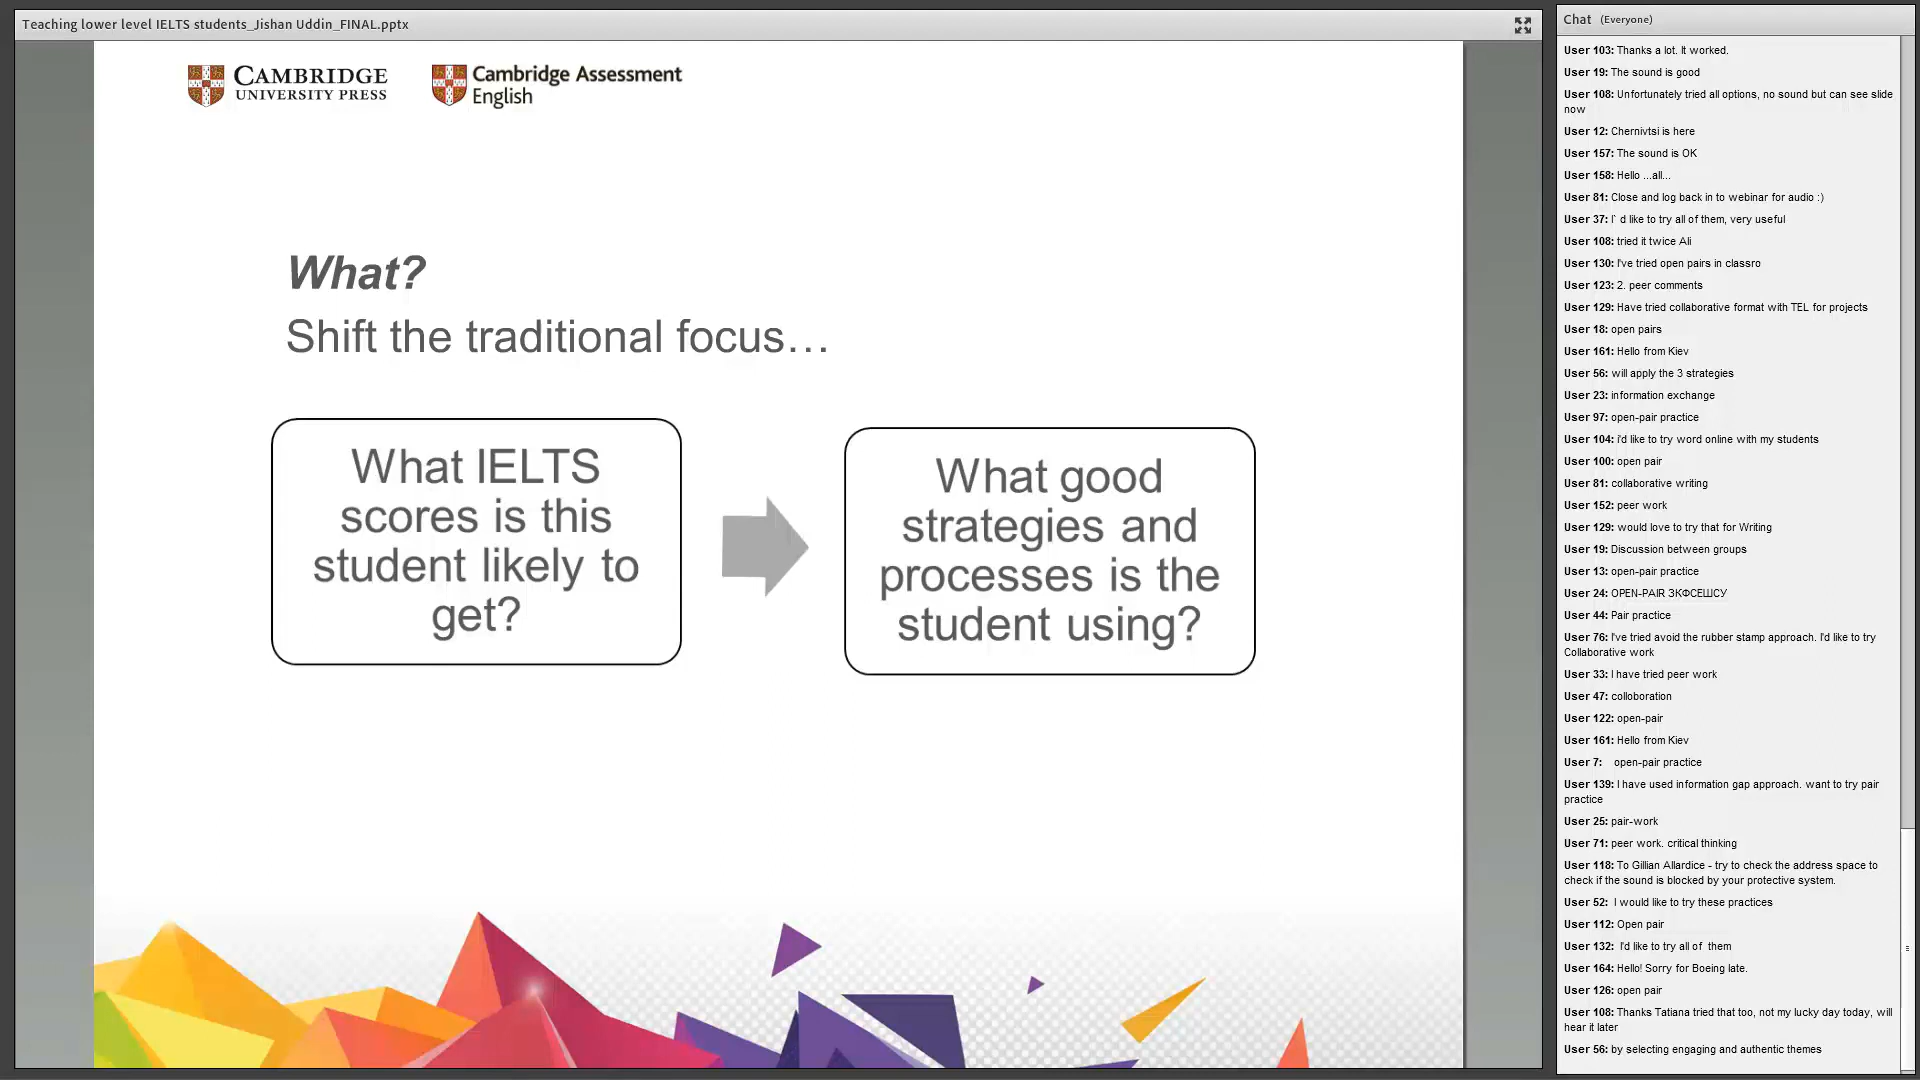 Teaching lower level IELTS students_Jishan Uddin_FINAL.pptx
CAMBRIDGE
UNIVERSITY PRESS
Cambridge Assessment
English
What?
Shift the traditional focus…
What IELTS
scores is this
student likely to
get?
What good
strategies and
processes is the
student using?
Chat (Everyone)
User 103: Thanks a lot. It worked.
User 19: The sound is good
User 108: Unfortunately tried all options, no sound but can see slide
now
User 12: Chernivtsi is here
User 157: The sound is OK
User 158: Hello ...all...
User 81: Close and log back in to webinar for audio :)
User 37: I` d like to try all of them, very useful
User 108: tried it twice Ali
User 130: I've tried open pairs in classro
User 123: 2. peer comments
User 129: Have tried collaborative format with TEL for projects
User 18: open pairs
User 161: Hello from Kiev
User 56: will apply the 3 strategies
User 23: information exchange
User 97: open-pair practice
User 104: i'd like to try word online with my students
User 100: open pair
User 81: collaborative writing
User 152: peer work
User 129: would love to try that for Writing
User 19: Discussion between groups
User 13: open-pair practice
User 24: OPEN-PAIR ЗКФСЕШСУ
User 44: Pair practice
User 76: I've tried avoid the rubber stamp approach. I'd like to try
Collaborative work
User 33: I have tried peer work
User 47: colloboration
User 122: open-pair
User 161: Hello from Kiev
User 7: open-pair practice
User 139: I have used information gap approach. want to try pair
practice
User 25: pair-work
User 71: peer work. critical thinking
User 118: To Gillian Allardice - try to check the address space to
check if the sound is blocked by your protective system.
User 52: I would like to try these practices
User 112: Open pair
User 132: I'd like to try all of them
User 164: Hello! Sorry for Boeing late.
User 126: open pair
User 108: Thanks Tatiana tried that too, not my lucky day today, will
hear it later
User 56: by selecting engaging and authentic themes